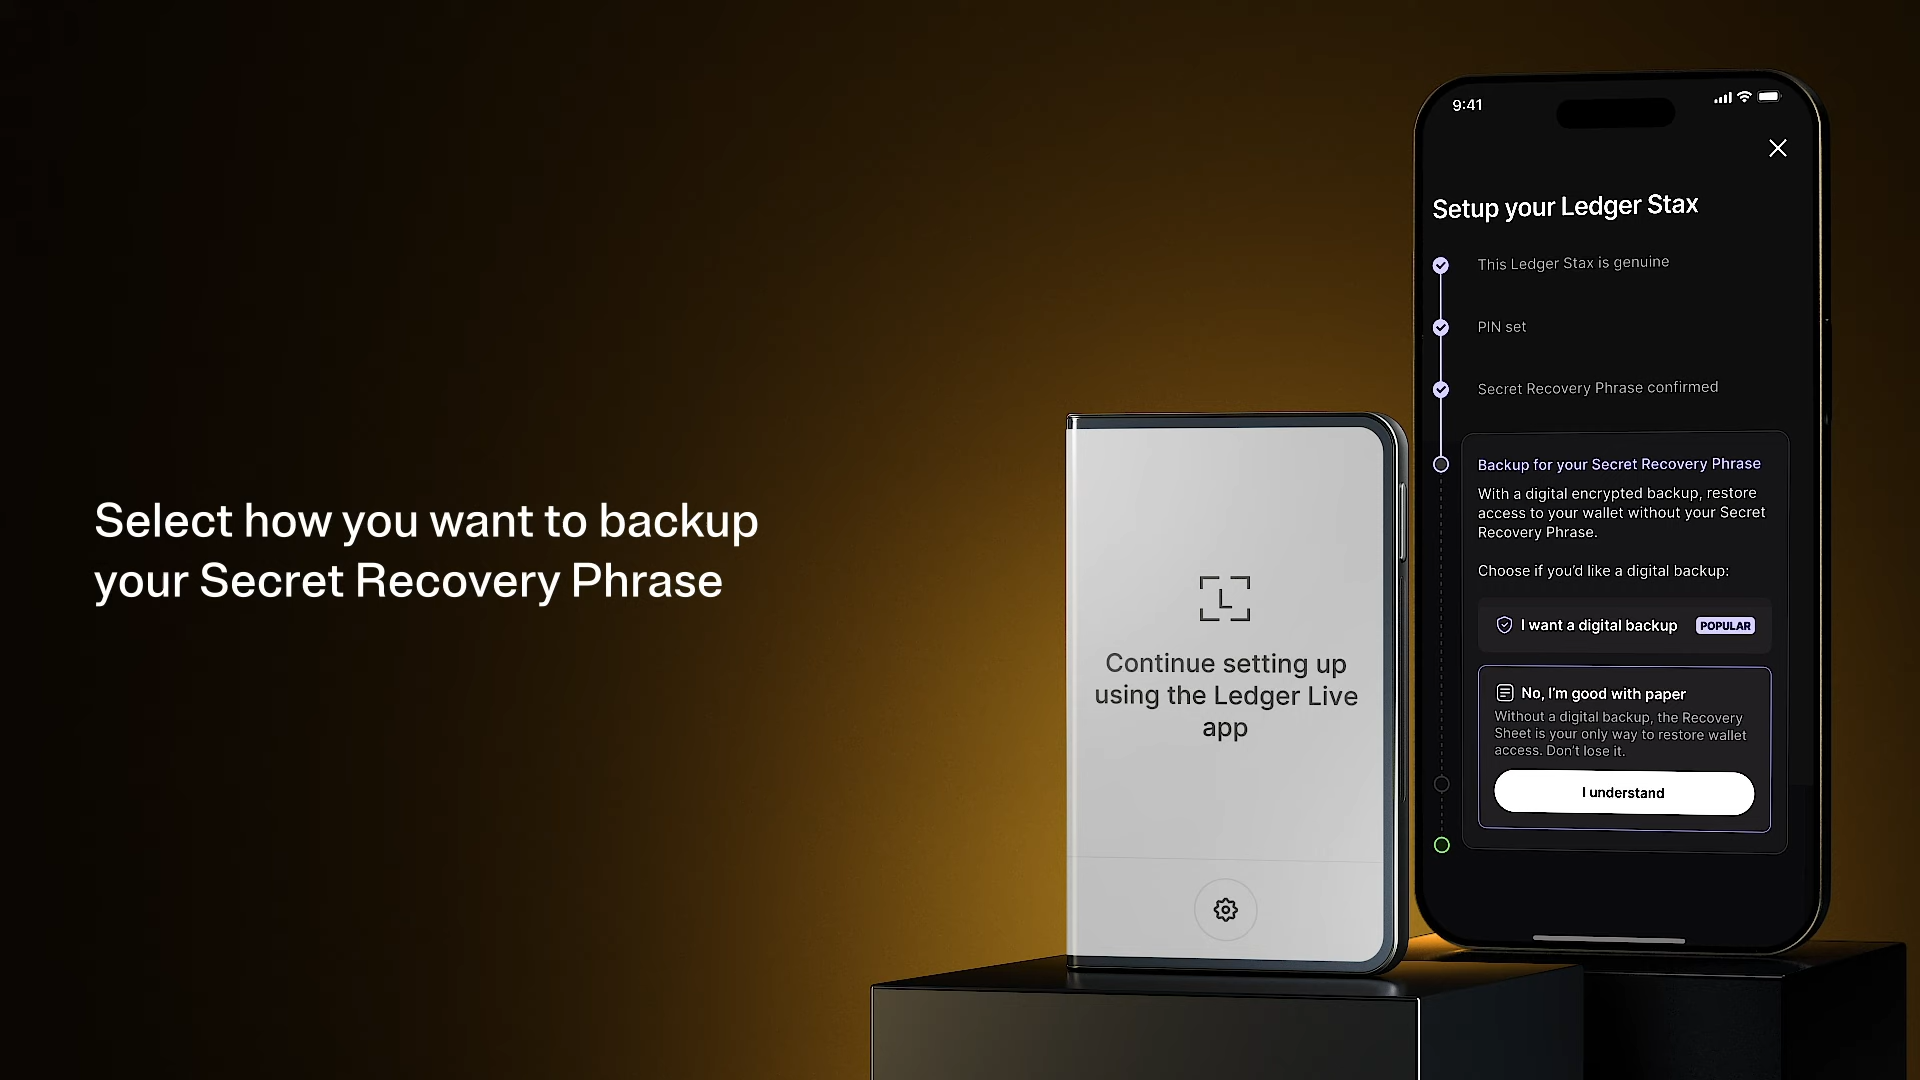 Select how you want to backup
your Secret Recovery Phrase
L
Continue setting up
using the Ledger Live
app
9:41
Setup your Ledger Stax
This Ledger Stax is genuine
PIN set
Secret Recovery Phrase confirmed
Backup for your Secret Recovery Phrase
With a digital encrypted backup, restore
access to your wallet without your Secret
Recovery Phrase.
Choose if you'd like a digital backup:
I want a digital backup POPULAR
No, I'm good with paper
Without a digital backup, the Recovery
Sheet is your only way to restore wallet
access. Don't lose it.
I understand